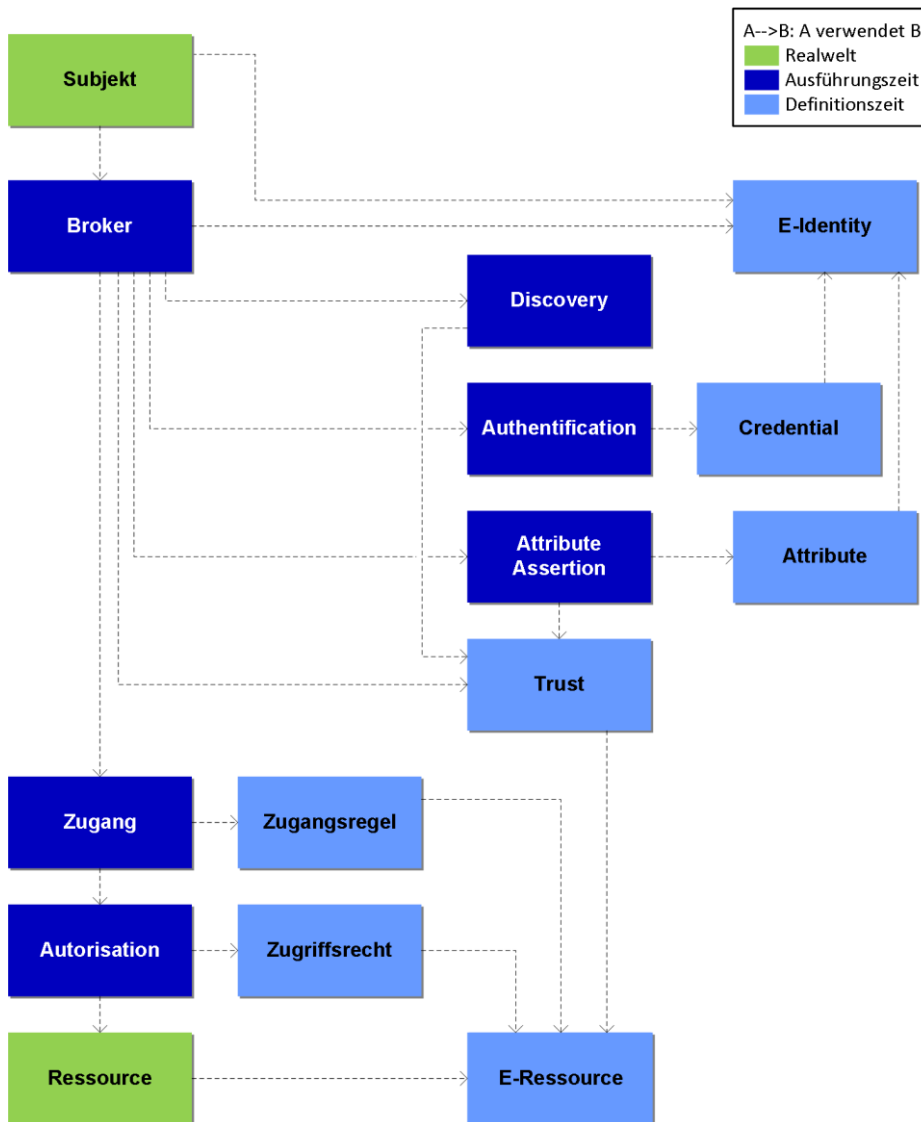 A-->B: A verwendet B
Realwelt
Ausführungszeit
Definitionszeit
Subjekt
Broker
E-Identity
Discovery
Authentification
Credential
Attribute
Assertion
Attribute
Trust
Zugang
Zugangsregel
Autorisation
Zugriffsrecht
Ressource
E-Ressource